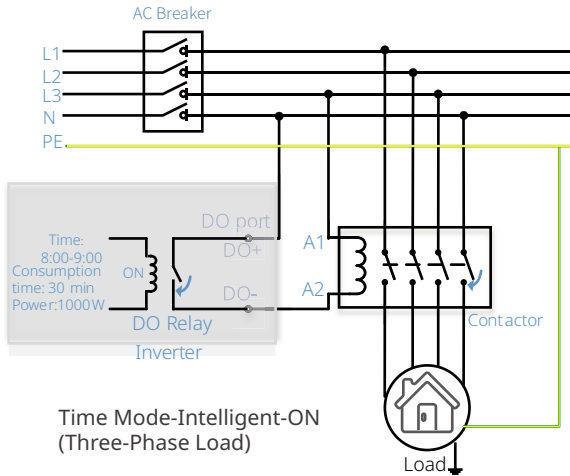 AC Breaker
L1
L2
L3
N
PE
DO port
DO+
Time:
8:00-9:00
Consumption
time: 30 min
Power:1000W
ON
DO-
DO Relay
Inverter
A1
A2
Contactor
Time Mode-Intelligent-ON
(Three-Phase Load)
Load